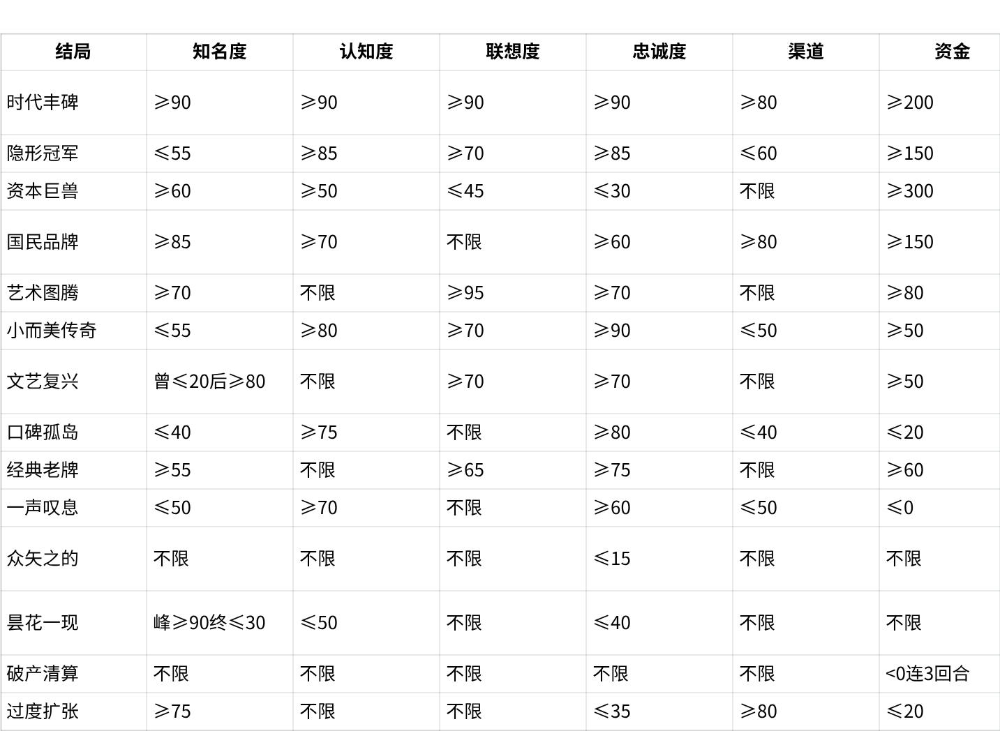 结局 知名度 认知度 联想度 忠诚度 渠道 资金
时代丰碑 ≥90 ≥90 ≥90 ≥90 ≥80 ≥200
隐形冠军 ≤55 ≥85 ≥70 ≥85 ≤60 ≥150
资本巨兽 ≥60 ≥50 ≤45 ≤30 不限 ≥300
国民品牌 ≥85 ≥70 不限 ≥60 ≥80 ≥150
艺术图腾 ≥70 不限 ≥95 ≥70 不限 ≥80
小而美传奇 ≤55 ≥80 ≥70 ≥90 ≤50 ≥50
文艺复兴 曾≤20后≥80 不限 ≥70 ≥70 不限 ≥50
口碑孤岛 ≤40 ≥75 不限 ≥80 ≤40 ≤20
经典老牌 ≥55 不限 ≥65 ≥75 不限 ≥60
一声叹息 ≤50 ≥70 不限 ≥60 ≤50 ≤0
众矢之的 不限 不限 不限 ≤15 不限 不限
昙花一现 峰≥90终≤30 ≤50 不限 ≤40 不限 不限
破产清算 不限 不限 不限 不限 不限 <0连3回合
过度扩张 ≥75 不限 不限 ≤35 ≥80 ≤20